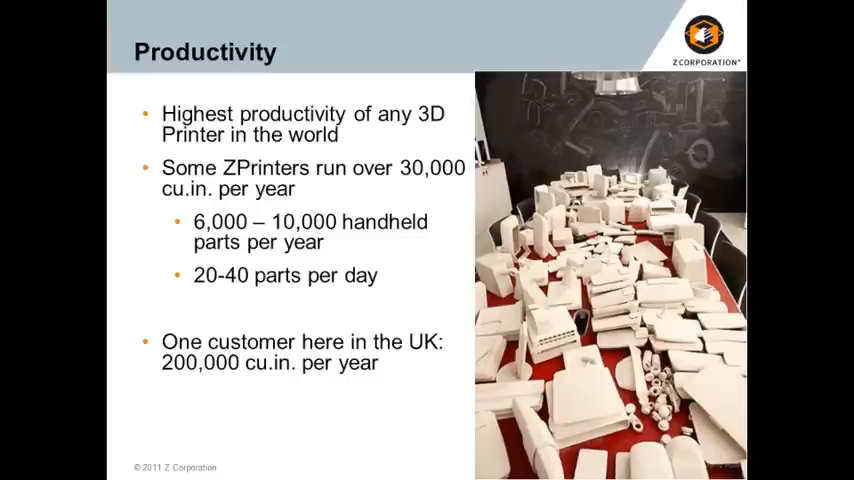 Productivity
Z CORPORATION
• Highest productivity of any 3D
Printer in the world
• Some ZPrinters run over 30,000
cu.in. per year
• 6,000 – 10,000 handheld
parts per year
• 20-40 parts per day
• One customer here in the UK:
200,000 cu.in. per year
© 2011 Z Corporation